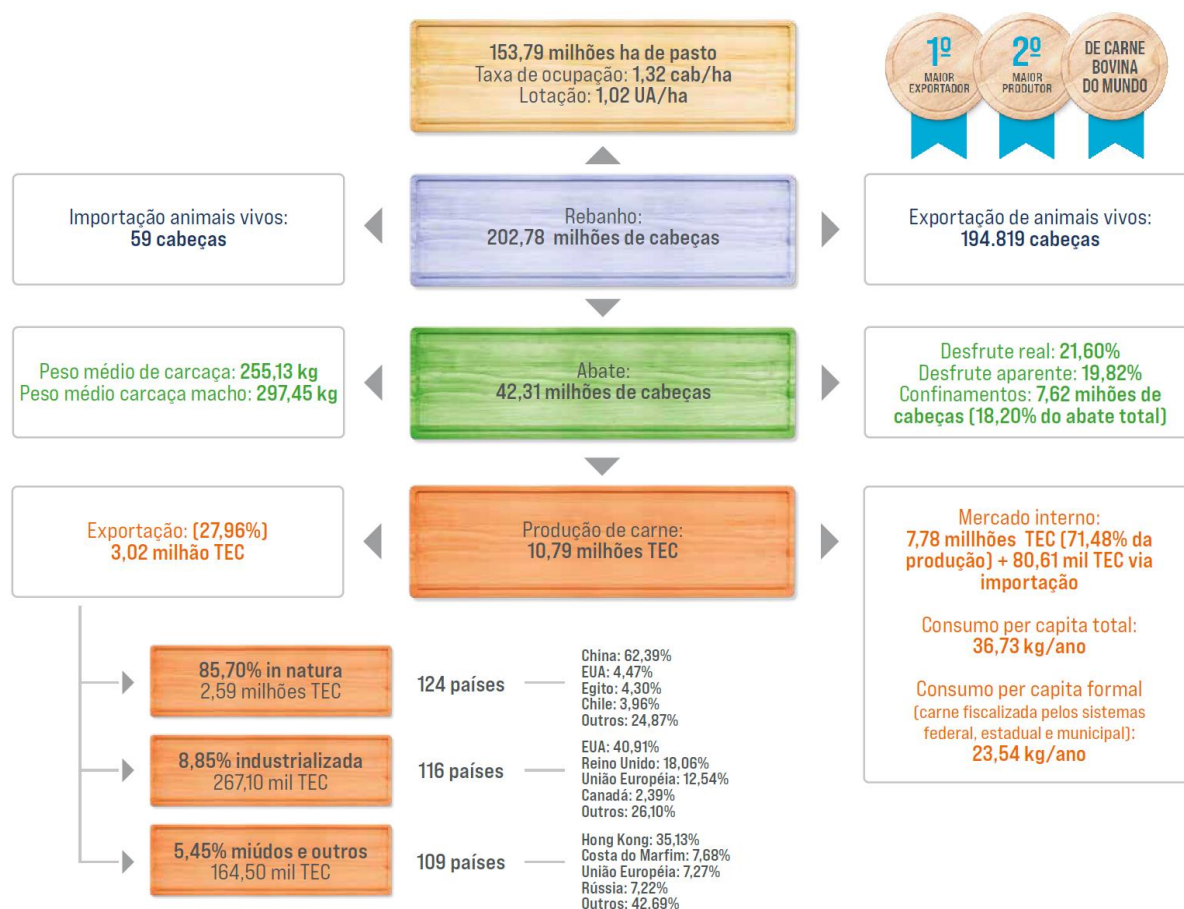 153,79 milhões ha de pasto
Taxa de ocupação: 1,32 cab/ha
Lotação: 1,02 UA/ha
1º
MAIOR
EXPORTADOR
2º
MAIOR
PRODUTOR
DE CARNE
BOVINA
DO MUNDO
Importação animais vivos:
59 cabeças
Rebanho:
202,78 milhões de cabeças
Exportação de animais vivos:
194.819 cabeças
Peso médio de carcaça: 255,13 kg
Peso médio carcaça macho: 297,45 kg
Abate:
42,31 milhões de cabeças
Desfrute real: 21,60%
Desfrute aparente: 19,82%
Confinamentos: 7,62 mihões de
cabeças (18,20% do abate total)
Exportação: (27,96%)
3,02 milhão TEC
Produção de carne:
10,79 milhões TEC
Mercado interno:
7,78 millhões TEC (71,48% da
produção) + 80,61 mil TEC via
importação
Consumo per capita total:
36,73 kg/ano
Consumo per capita formal
(carne fiscalizada pelos sistemas
federal, estadual e municipal):
23,54 kg/ano
85,70% in natura
2,59 milhões TEC
124 países
China: 62,39%
EUA: 4,47%
Egito: 4,30%
Chile: 3,96%
Outros: 24,87%
8,85% industrializada
267,10 mil TEC
116 países
EUA: 40,91%
Reino Unido: 18,06%
União Européia: 12,54%
Canadá: 2,39%
Outros: 26,10%
5,45% miúdos e outros
164,50 mil TEC
109 países
Hong Kong: 35,13%
Costa do Marfim: 7,68%
União Européia: 7,27%
Rússia: 7,22%
Outros: 42,69%